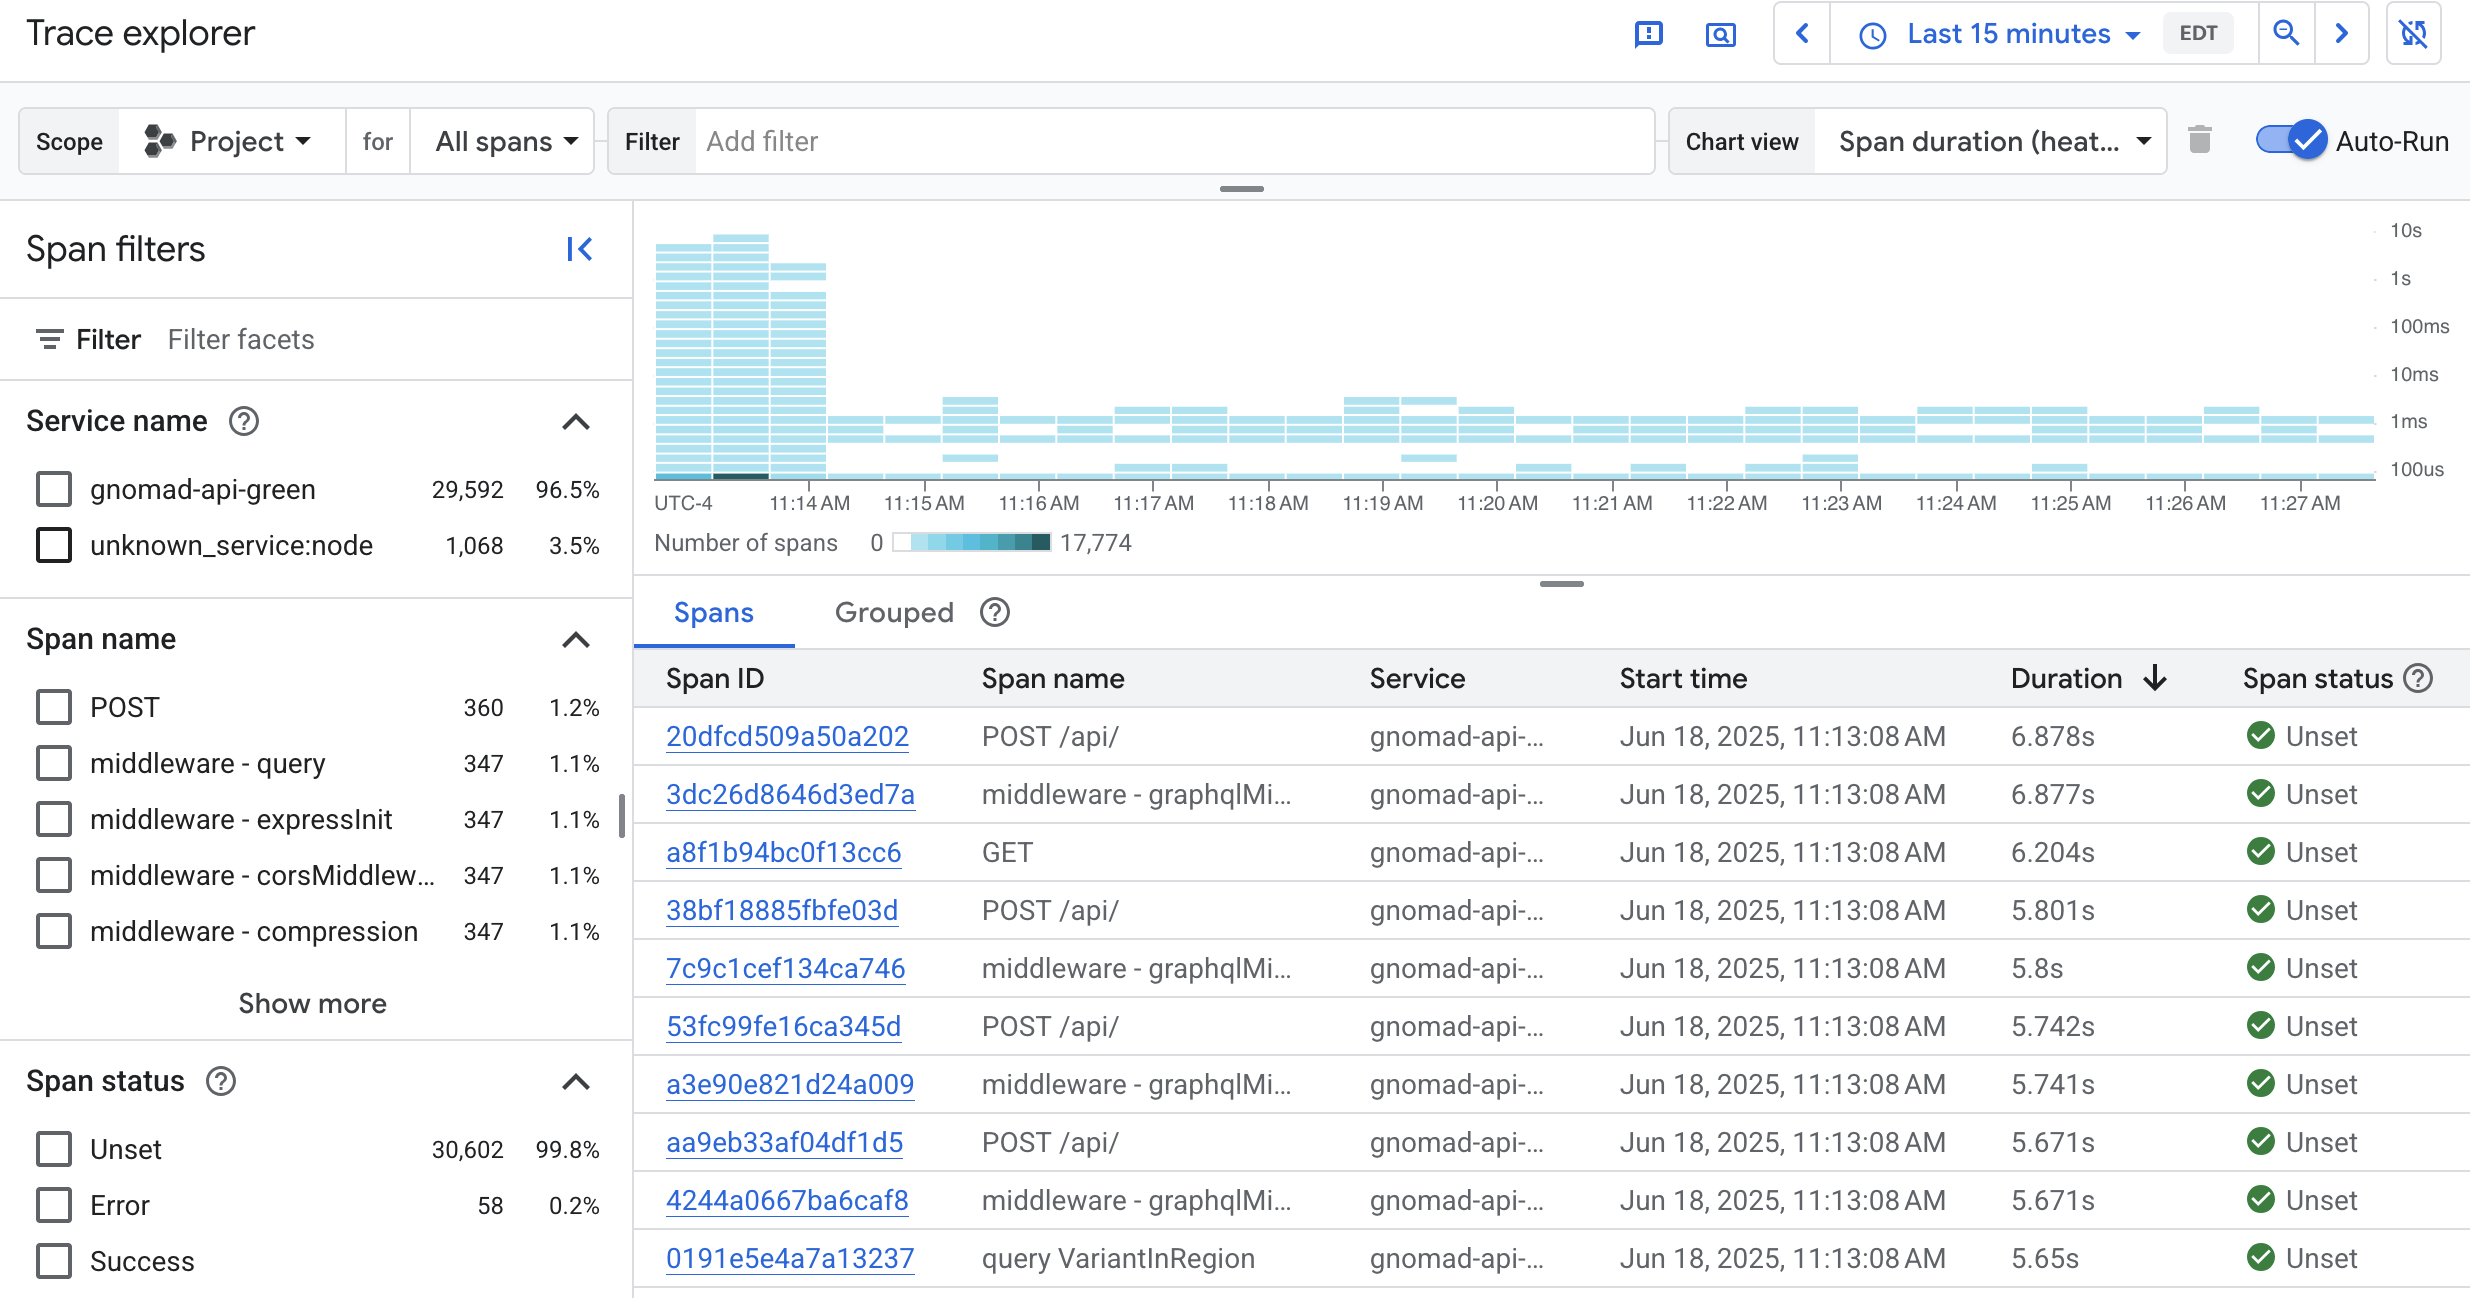 Trace explorer
Last 15 minutes EDT
Scope Project for All spans Filter Add filter Chart view Span duration (heat... Auto-Run
Span filters
Filter Filter facets
Service name
gnomad-api-green 29,592 96.5%
unknown_service:node 1,068 3.5%
Span name
POST 360 1.2%
middleware - query 347 1.1%
middleware - expressInit 347 1.1%
middleware - corsMiddlew... 347 1.1%
middleware - compression 347 1.1%
Show more
Span status
Unset 30,602 99.8%
Error 58 0.2%
Success
10s
1s
100ms
10ms
1ms
100us
UTC-4 11:14 AM 11:15 AM 11:16 AM 11:17 AM 11:18 AM 11:19 AM 11:20 AM 11:21 AM 11:22 AM 11:23 AM 11:24 AM 11:25 AM 11:26 AM 11:27 AM
Number of spans 0 17,774
Spans Grouped
Span ID Span name Service Start time Duration Span status
20dfcd509a50a202 POST /api/ gnomad-api-... Jun 18, 2025, 11:13:08 AM 6.878s Unset
3dc26d8646d3ed7a middleware - graphqlMi... gnomad-api-... Jun 18, 2025, 11:13:08 AM 6.877s Unset
a8f1b94bc0f13cc6 GET gnomad-api-... Jun 18, 2025, 11:13:08 AM 6.204s Unset
38bf18885fbfe03d POST /api/ gnomad-api-... Jun 18, 2025, 11:13:08 AM 5.801s Unset
7c9c1cef134ca746 middleware - graphqlMi... gnomad-api-... Jun 18, 2025, 11:13:08 AM 5.8s Unset
53fc99fe16ca345d POST /api/ gnomad-api-... Jun 18, 2025, 11:13:08 AM 5.742s Unset
a3e90e821d24a009 middleware - graphqlMi... gnomad-api-... Jun 18, 2025, 11:13:08 AM 5.741s Unset
aa9eb33af04df1d5 POST /api/ gnomad-api-... Jun 18, 2025, 11:13:08 AM 5.671s Unset
4244a0667ba6caf8 middleware - graphqlMi... gnomad-api-... Jun 18, 2025, 11:13:08 AM 5.671s Unset
0191e5e4a7a13237 query VariantInRegion gnomad-api-... Jun 18, 2025, 11:13:08 AM 5.65s Unset